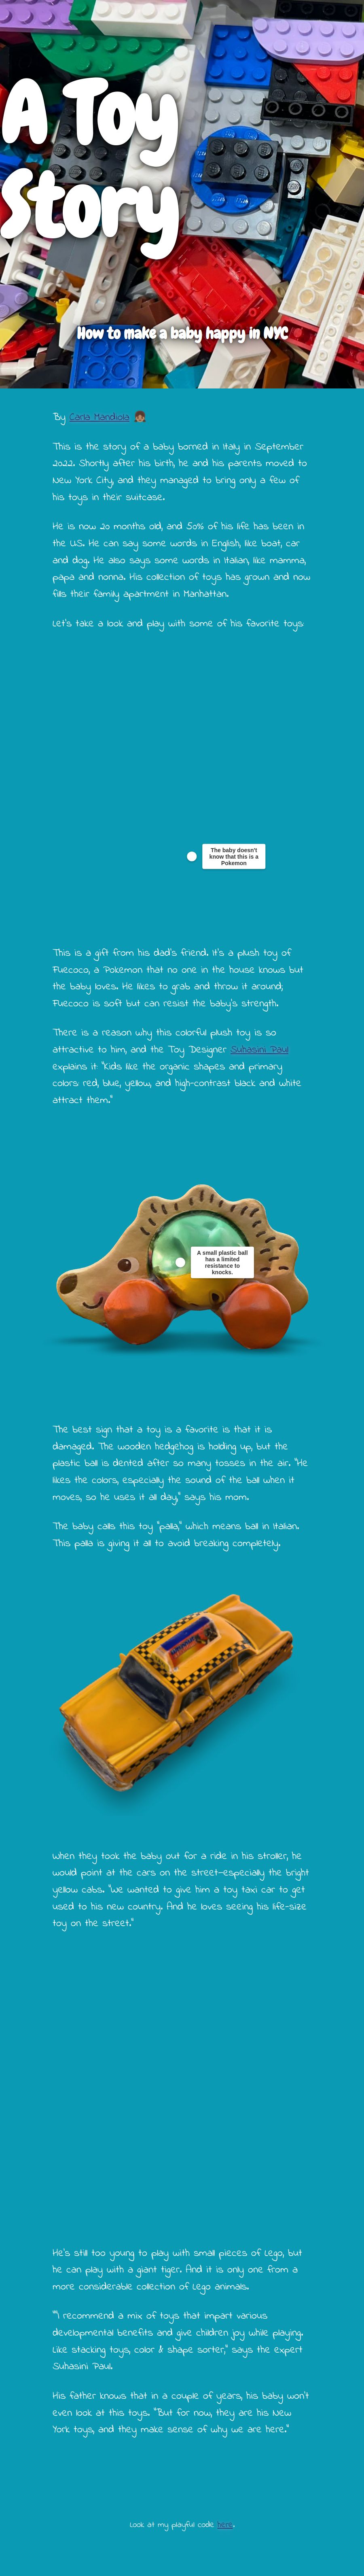 A Toy
Story
How to make a baby happy in NYC
By Carla Mandiola 👧🏽
This is the story of a baby borned in Italy in September
2022. Shortly after his birth, he and his parents moved to
New York City, and they managed to bring only a few of
his toys in their suitcase.
He is now 20 months old, and 50% of his life has been in
the U.S. He can say some words in English, like boat, car
and dog. He also says some words in Italian, like mamma,
papa and nonna. His collection of toys has grown and now
fills their family apartment in Manhattan.
Let's take a look and play with some of his favorite toys:
The baby doesn't
know that this is a
Pokemon
This is a gift from his dad's friend. It's a plush toy of
Fuecoco, a Pokemon that no one in the house knows but
the baby loves. He likes to grab and throw it around;
Fuecoco is soft but can resist the baby's strength.
There is a reason why this colorful plush toy is so
attractive to him, and the Toy Designer Suhasini Paul
explains it "Kids like the organic shapes and primary
colors: red, blue, yellow, and high-contrast black and white
attract them."
A small plastic ball
has a limited
resistance to
knocks.
The best sign that a toy is a favorite is that it is
damaged. The wooden hedgehog is holding up, but the
plastic ball is dented after so many tosses in the air. "He
likes the colors, especially the sound of the ball when it
moves, so he uses it all day," says his mom.
The baby calls this toy "palla," which means ball in Italian.
This palla is giving it all to avoid breaking completely.
When they took the baby out for a ride in his stroller, he
would point at the cars on the street—especially the bright
yellow cabs. "We wanted to give him a toy taxi car to get
used to his new country. And he loves seeing his life-size
toy on the street."
He's still too young to play with small pieces of Lego, but
he can play with a giant tiger. And it is only one from a
more considerable collection of Lego animals.
"I recommend a mix of toys that impart various
developmental benefits and give children joy while playing.
Like stacking toys, color & shape sorter," says the expert
Suhasini Paul.
His father knows that in a couple of years, his baby won't
even look at this toys. "But for now, they are his New
York toys, and they make sense of why we are here."
Look at my playful code here.